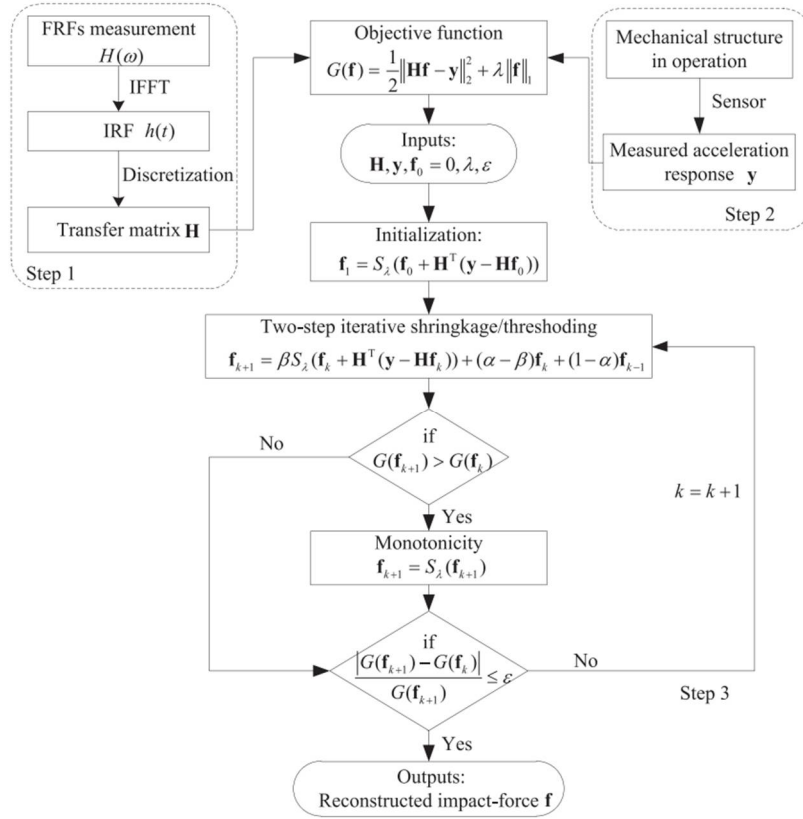 FRFs measurement
H(ω)
IFFT
IRF h(t)
Discretization
Transfer matrix H
Step 1
Objective function
G(f) = 1/2 ||Hf − y||₂² + λ||f||₁
Inputs:
H, y, f₀ = 0, λ, ε
Mechanical structure
in operation
Sensor
Measured acceleration
response y
Step 2
Initialization:
f₁ = S_λ(f₀ + Hᵀ(y − Hf₀))
Two-step iterative shringkage/threshoding
f_{k+1} = βS_λ(f_k + Hᵀ(y − Hf_k)) + (α − β)f_k + (1 − α)f_{k−1}
if
G(f_{k+1}) > G(f_k)
No
Yes
Monotonicity
f_{k+1} = S_λ(f_{k+1})
k = k + 1
if
|G(f_{k+1}) − G(f_k)| / G(f_{k+1}) ≤ ε
No
Step 3
Yes
Outputs:
Reconstructed impact-force f